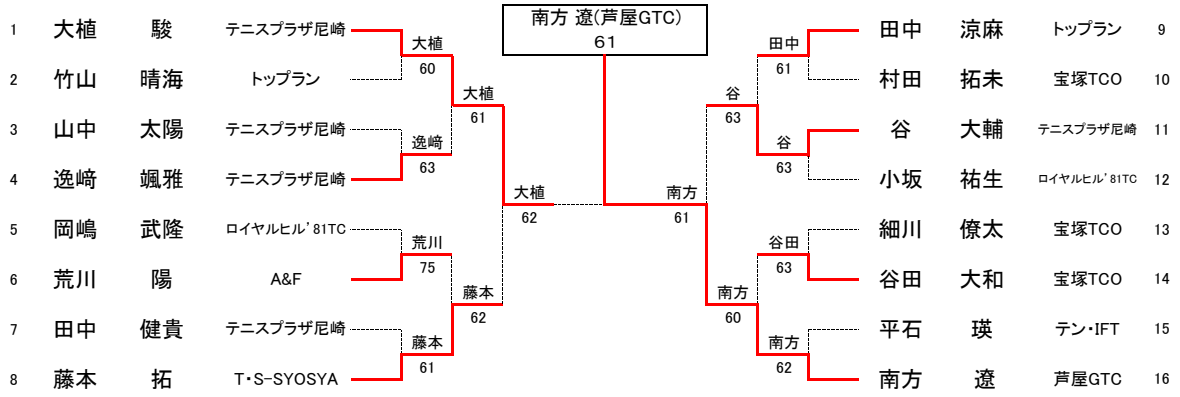 南方 遼(芦屋GTC)
61
1 大植 駿 テニスプラザ尼崎
2 竹山 晴海 トップラン
3 山中 太陽 テニスプラザ尼崎
4 逸﨑 颯雅 テニスプラザ尼崎
5 岡嶋 武隆 ロイヤルヒル'81TC
6 荒川 陽 A&F
7 田中 健貴 テニスプラザ尼崎
8 藤本 拓 T・S-SYOSYA
大植
60
逸﨑
63
荒川
75
藤本
61
大植
61
藤本
62
大植
62
南方
61
谷
63
南方
60
田中
61
谷
63
谷田
63
南方
62
田中 涼麻 トップラン 9
村田 拓未 宝塚TCO 10
谷 大輔 テニスプラザ尼崎 11
小坂 祐生 ロイヤルヒル'81TC 12
細川 僚太 宝塚TCO 13
谷田 大和 宝塚TCO 14
平石 瑛 テン・IFT 15
南方 遼 芦屋GTC 16